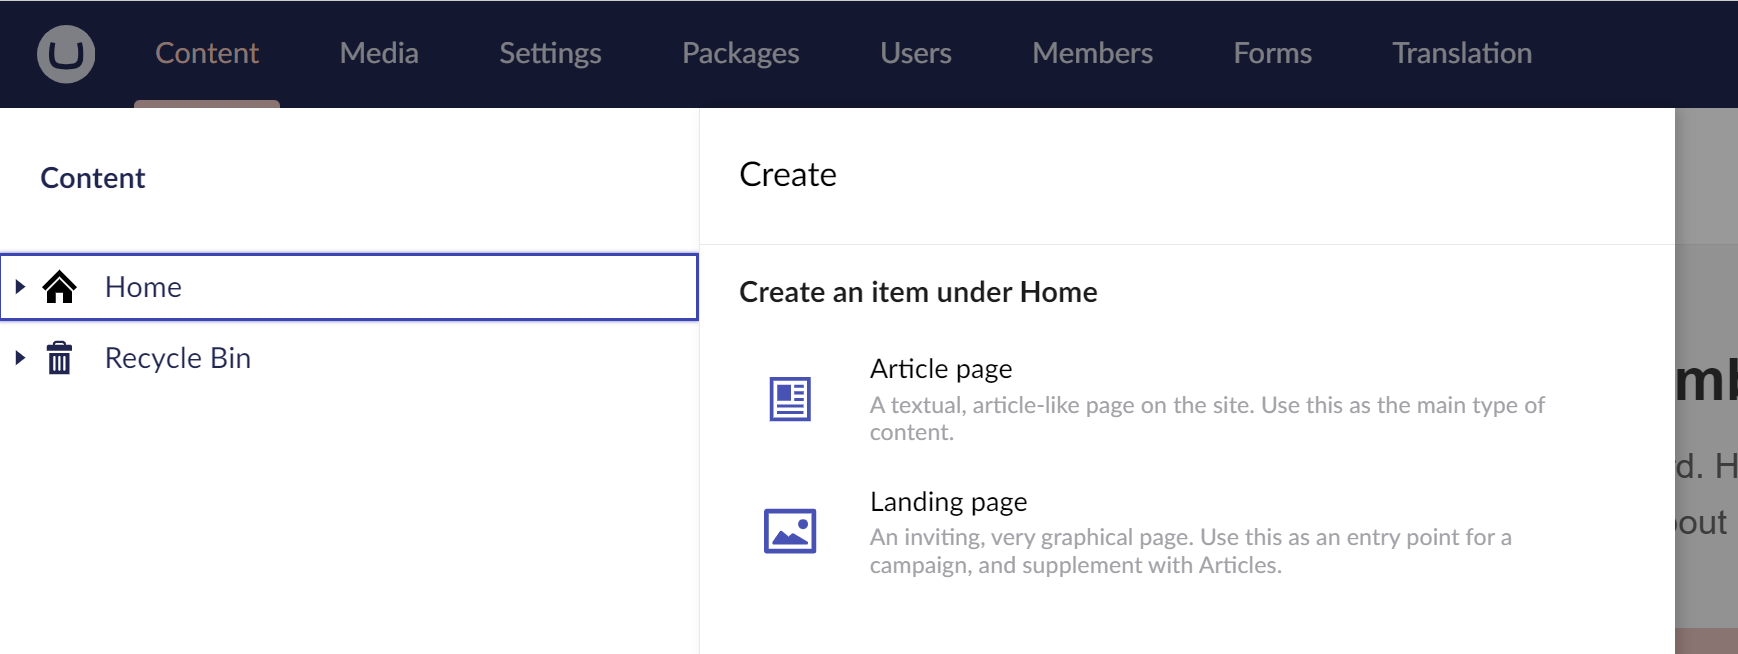 Content Media Settings Packages Users Members Forms Translation
Content
Home
Recycle Bin
Create
Create an item under Home
Article page
A textual, article-like page on the site. Use this as the main type of
content.
Landing page
An inviting, very graphical page. Use this as an entry point for a
campaign, and supplement with Articles.
d. H
out